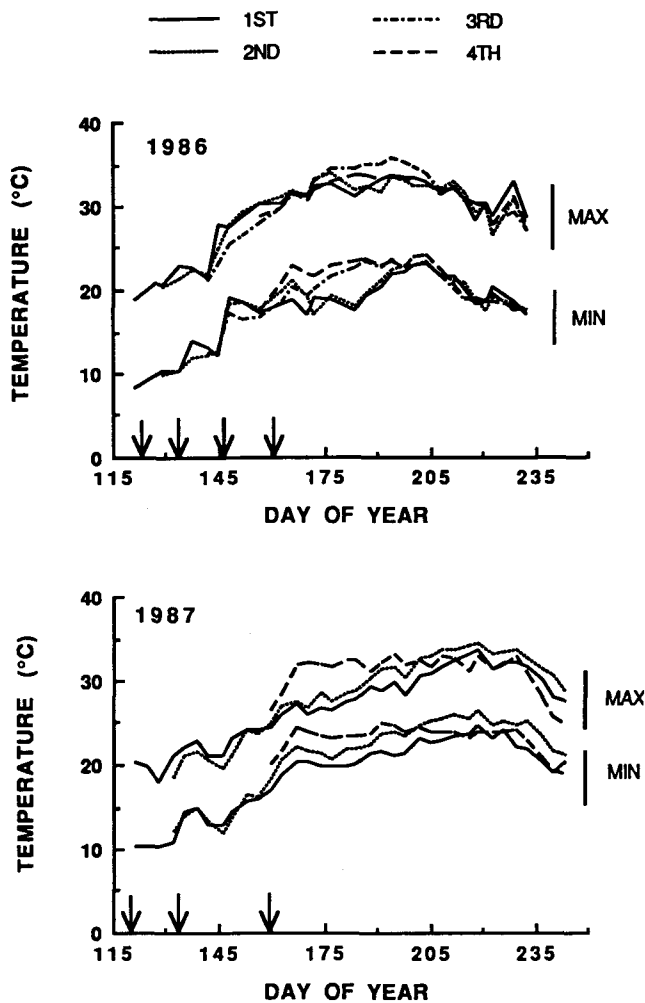 1ST 3RD
2ND 4TH
40
1986
30
MAX
20
MIN
10
0
115 145 175 205 235
TEMPERATURE (°C)
DAY OF YEAR
40
1987
30
MAX
20
MIN
10
0
115 145 175 205 235
TEMPERATURE (°C)
DAY OF YEAR